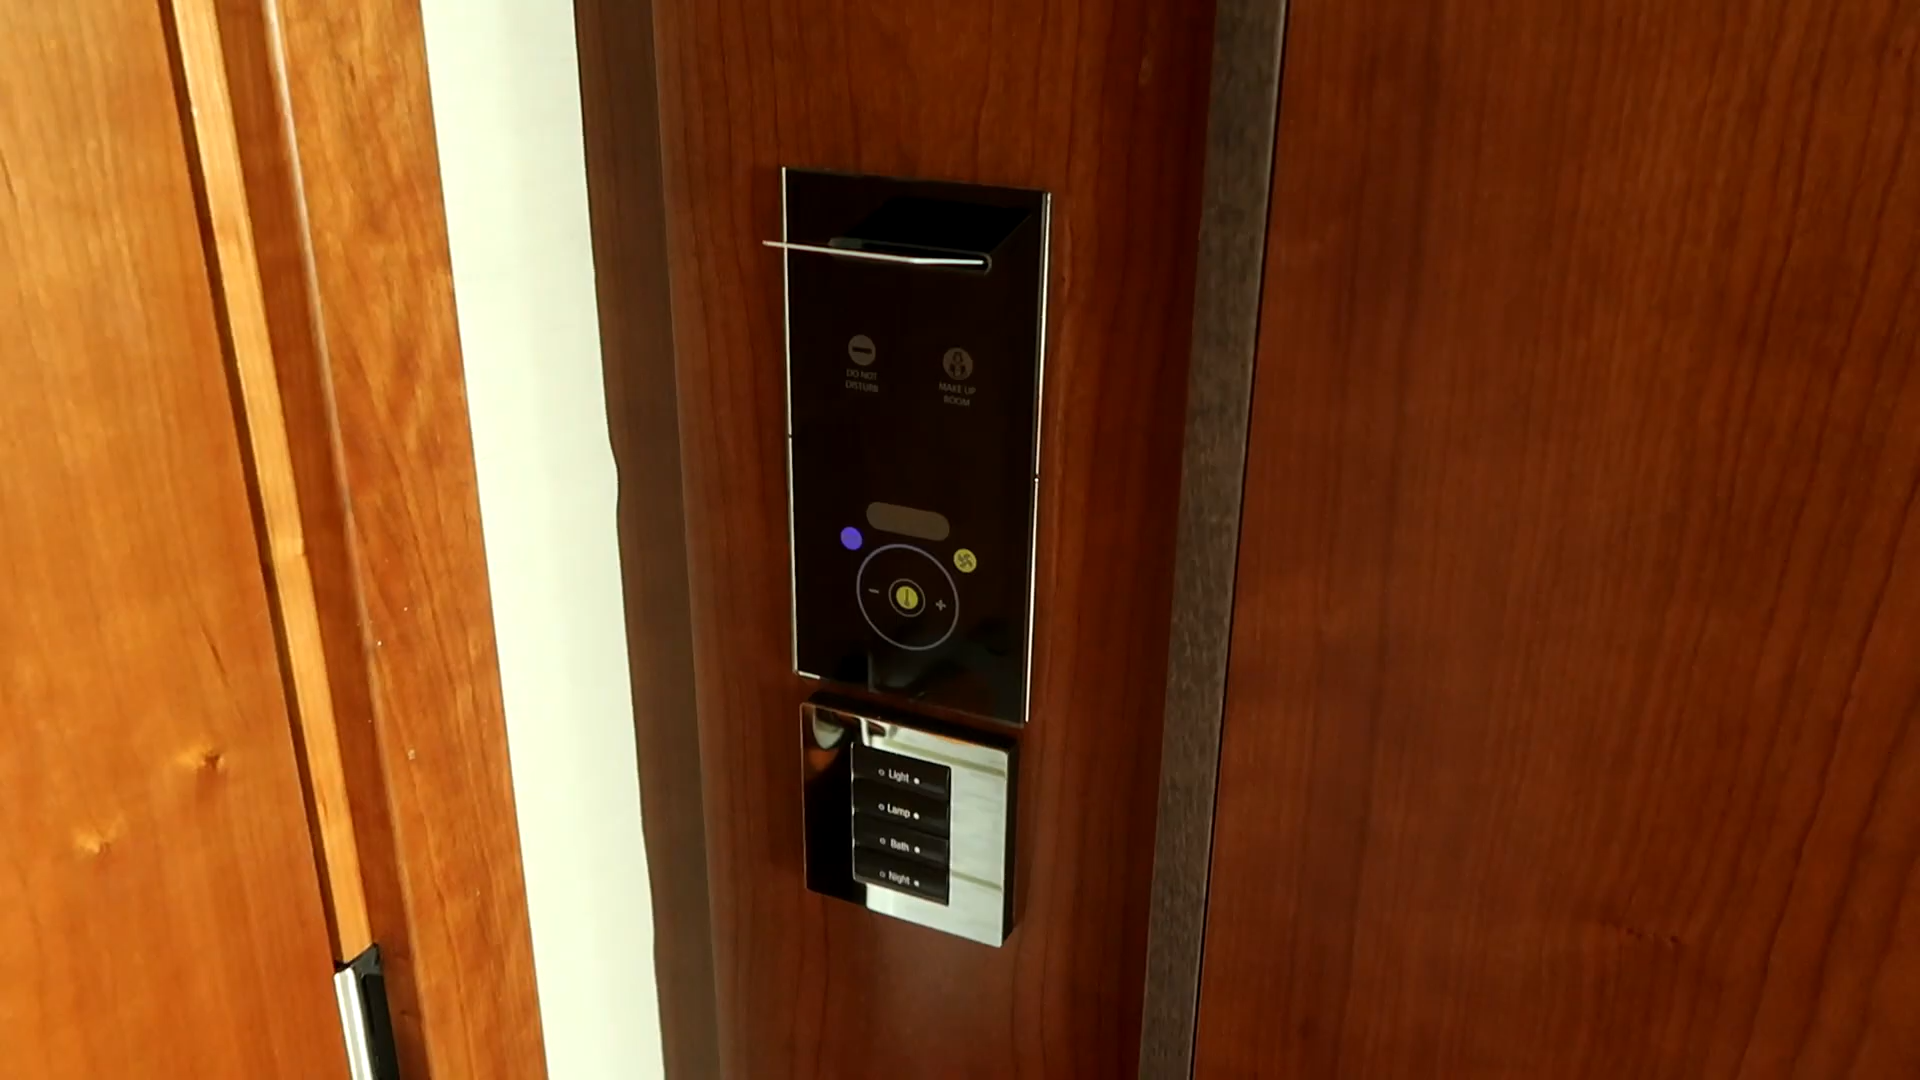 DO NOT
DISTURB
MAKE UP
ROOM
Light
Lamp
Bath
Night